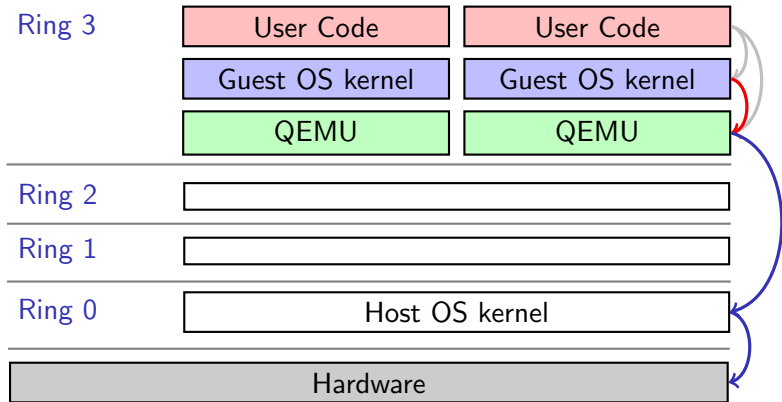 Ring 3
User Code
User Code
Guest OS kernel
Guest OS kernel
QEMU
QEMU
Ring 2
Ring 1
Ring 0
Host OS kernel
Hardware